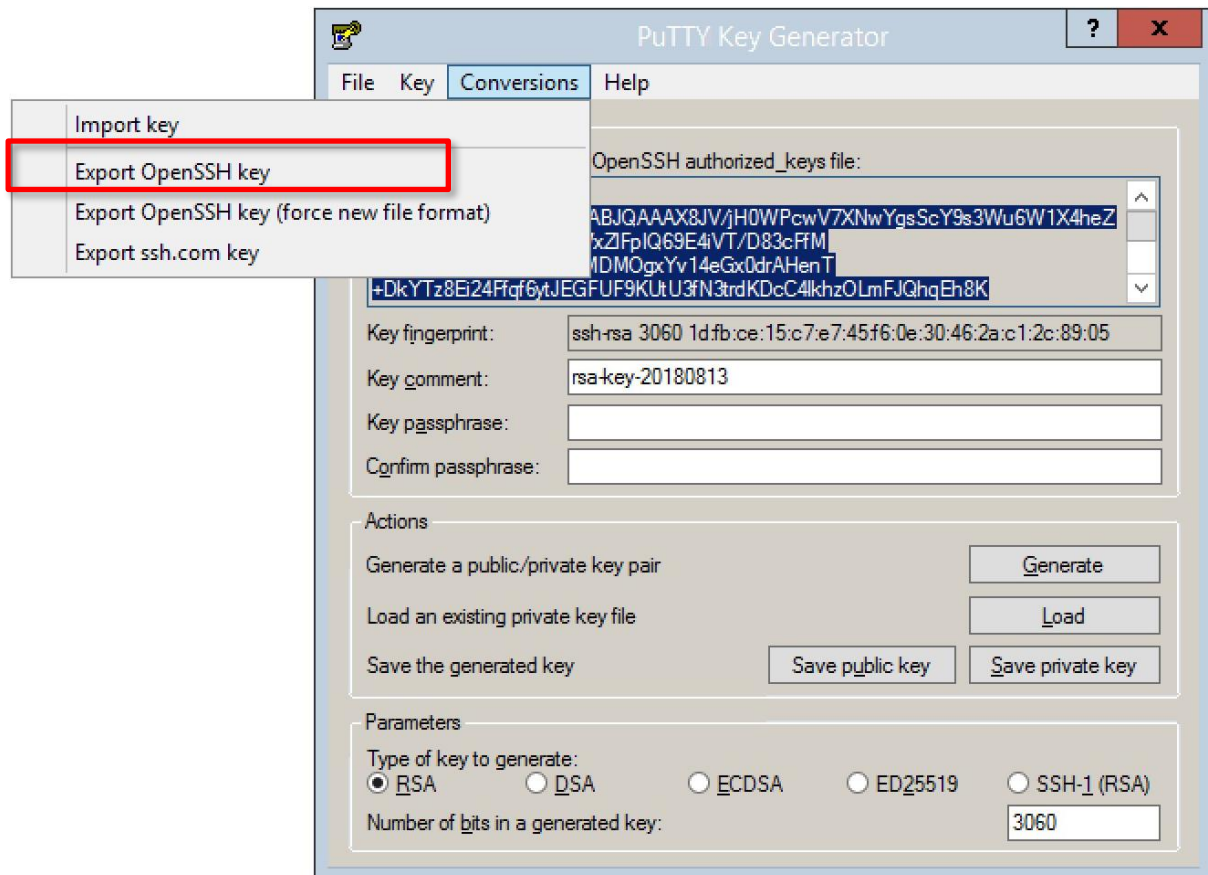 PuTTY Key Generator
? x
File Key Conversions Help
Import key
Export OpenSSH key
Export OpenSSH key (force new file format)
Export ssh.com key
OpenSSH authorized_keys file:
ABJQAAAX8JV/jH0WPcwV7XNwYgsScY9s3Wu6W1X4heZ
xZlFpIQ69E4iVT/D83cFfM
MDMOgxYv14eGx0drAHenT
+DkYTz8Ei24Ffqf6ytJEGFUF9KUtU3fN3trdKDcC4lkhzOLmFJQhqEh8K
Key fingerprint: ssh-rsa 3060 1d:fb:ce:15:c7:e7:45:f6:0e:30:46:2a:c1:2c:89:05
Key comment: rsa-key-20180813
Key passphrase:
Confirm passphrase:
Actions
Generate a public/private key pair Generate
Load an existing private key file Load
Save the generated key Save public key Save private key
Parameters
Type of key to generate:
RSA DSA ECDSA ED25519 SSH-1 (RSA)
Number of bits in a generated key: 3060